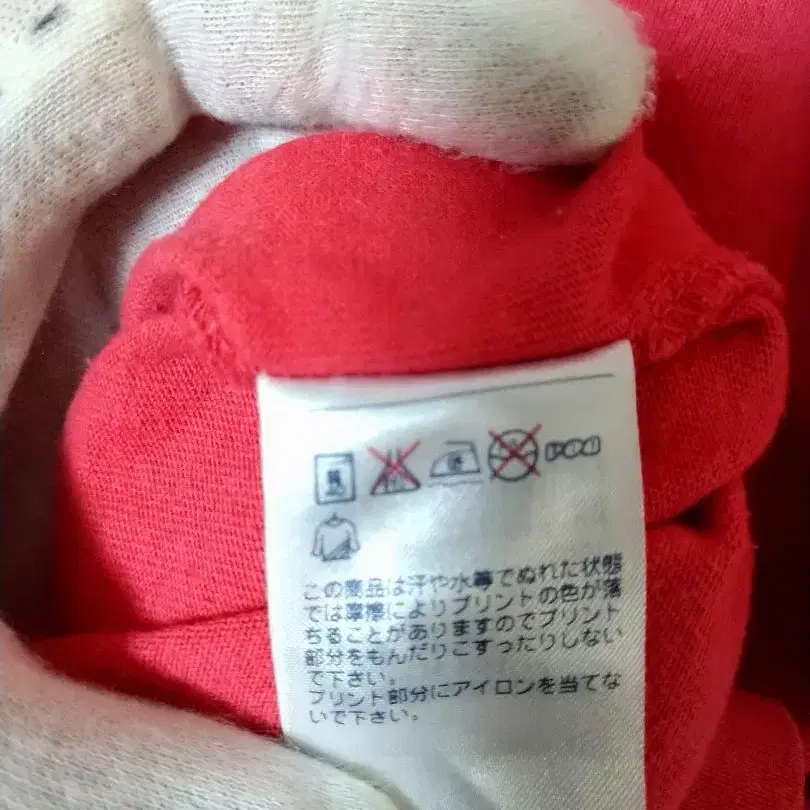 この商品は汗や水等でぬれた状態
では摩擦によりプリントの色が落
ちることがありますのでプリント
部分をもんだりこすったりしない
で下さい。
プリント部分にアイロンを当てな
いで下さい。